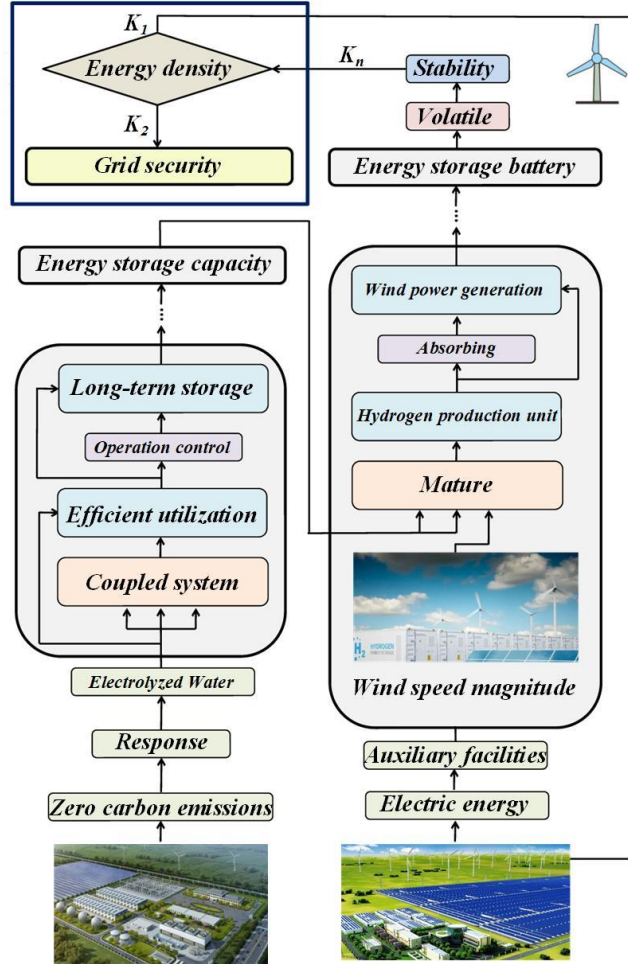 K1
Energy density
K2
Grid security
Kn
Stability
Volatile
Energy storage battery
Energy storage capacity
Long-term storage
Operation control
Efficient utilization
Coupled system
Electrolyzed Water
Response
Zero carbon emissions
Wind power generation
Absorbing
Hydrogen production unit
Mature
H2
HYDROGEN
Wind speed magnitude
Auxiliary facilities
Electric energy